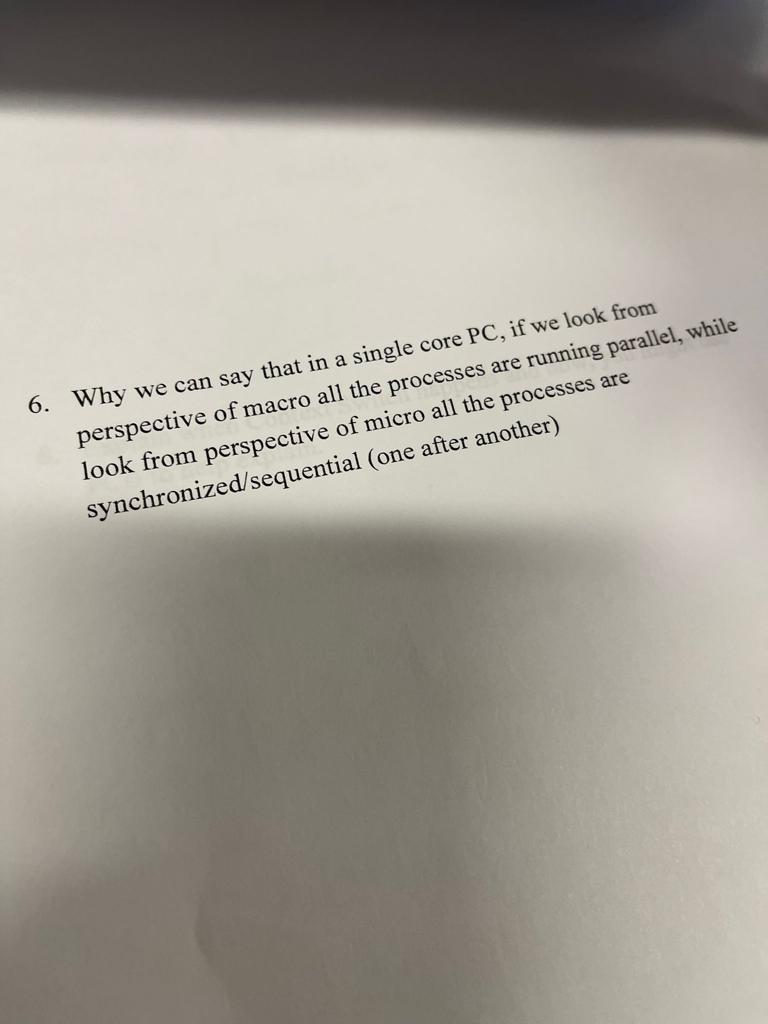 6. Why we can say that in a single core PC, if we look from
perspective of macro all the processes are running parallel, while
look from perspective of micro all the processes are
synchronized/sequential (one after another)